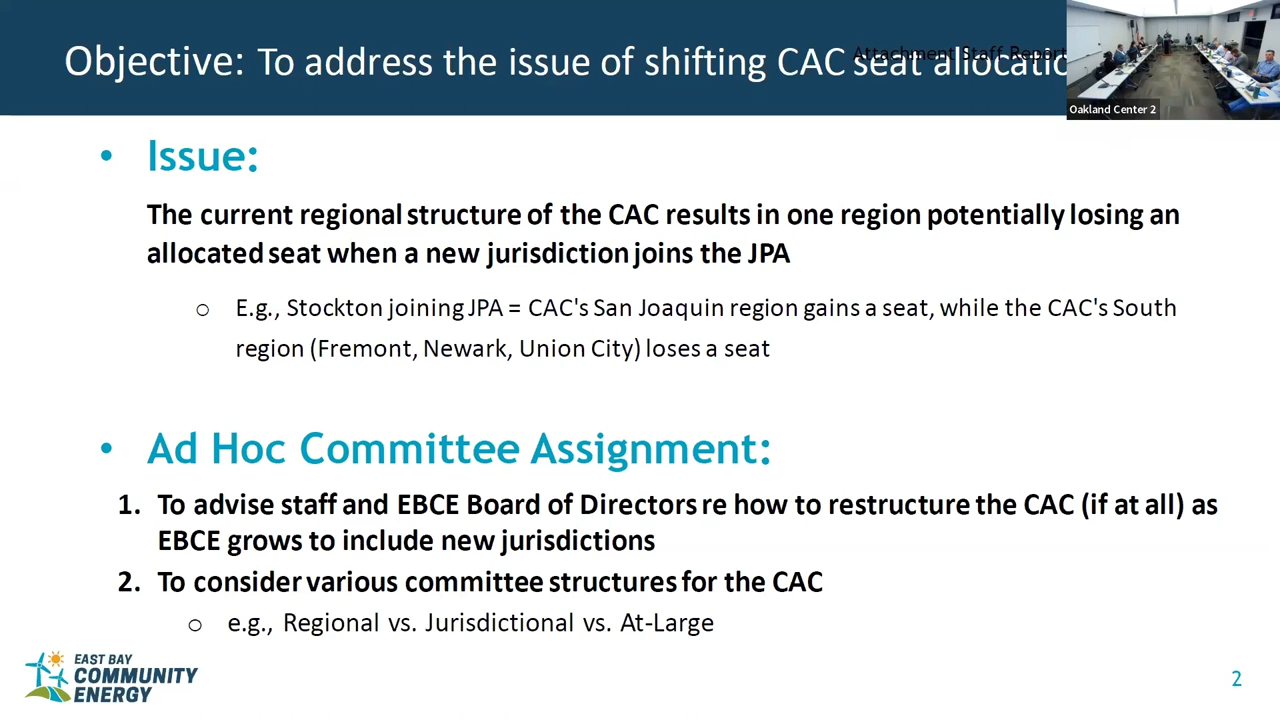 Objective: To address the issue of shifting CAC seat allocatio
Attachment Staff Report
Oakland Center 2
• Issue:
The current regional structure of the CAC results in one region potentially losing an
allocated seat when a new jurisdiction joins the JPA
o E.g., Stockton joining JPA = CAC's San Joaquin region gains a seat, while the CAC's South
region (Fremont, Newark, Union City) loses a seat
• Ad Hoc Committee Assignment:
1. To advise staff and EBCE Board of Directors re how to restructure the CAC (if at all) as
EBCE grows to include new jurisdictions
2. To consider various committee structures for the CAC
o e.g., Regional vs. Jurisdictional vs. At-Large
EAST BAY
COMMUNITY
ENERGY
2